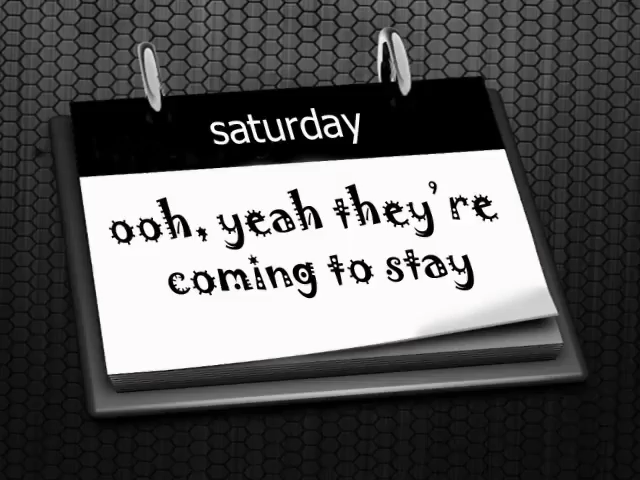 saturday
ooh, yeah they're
coming to stay